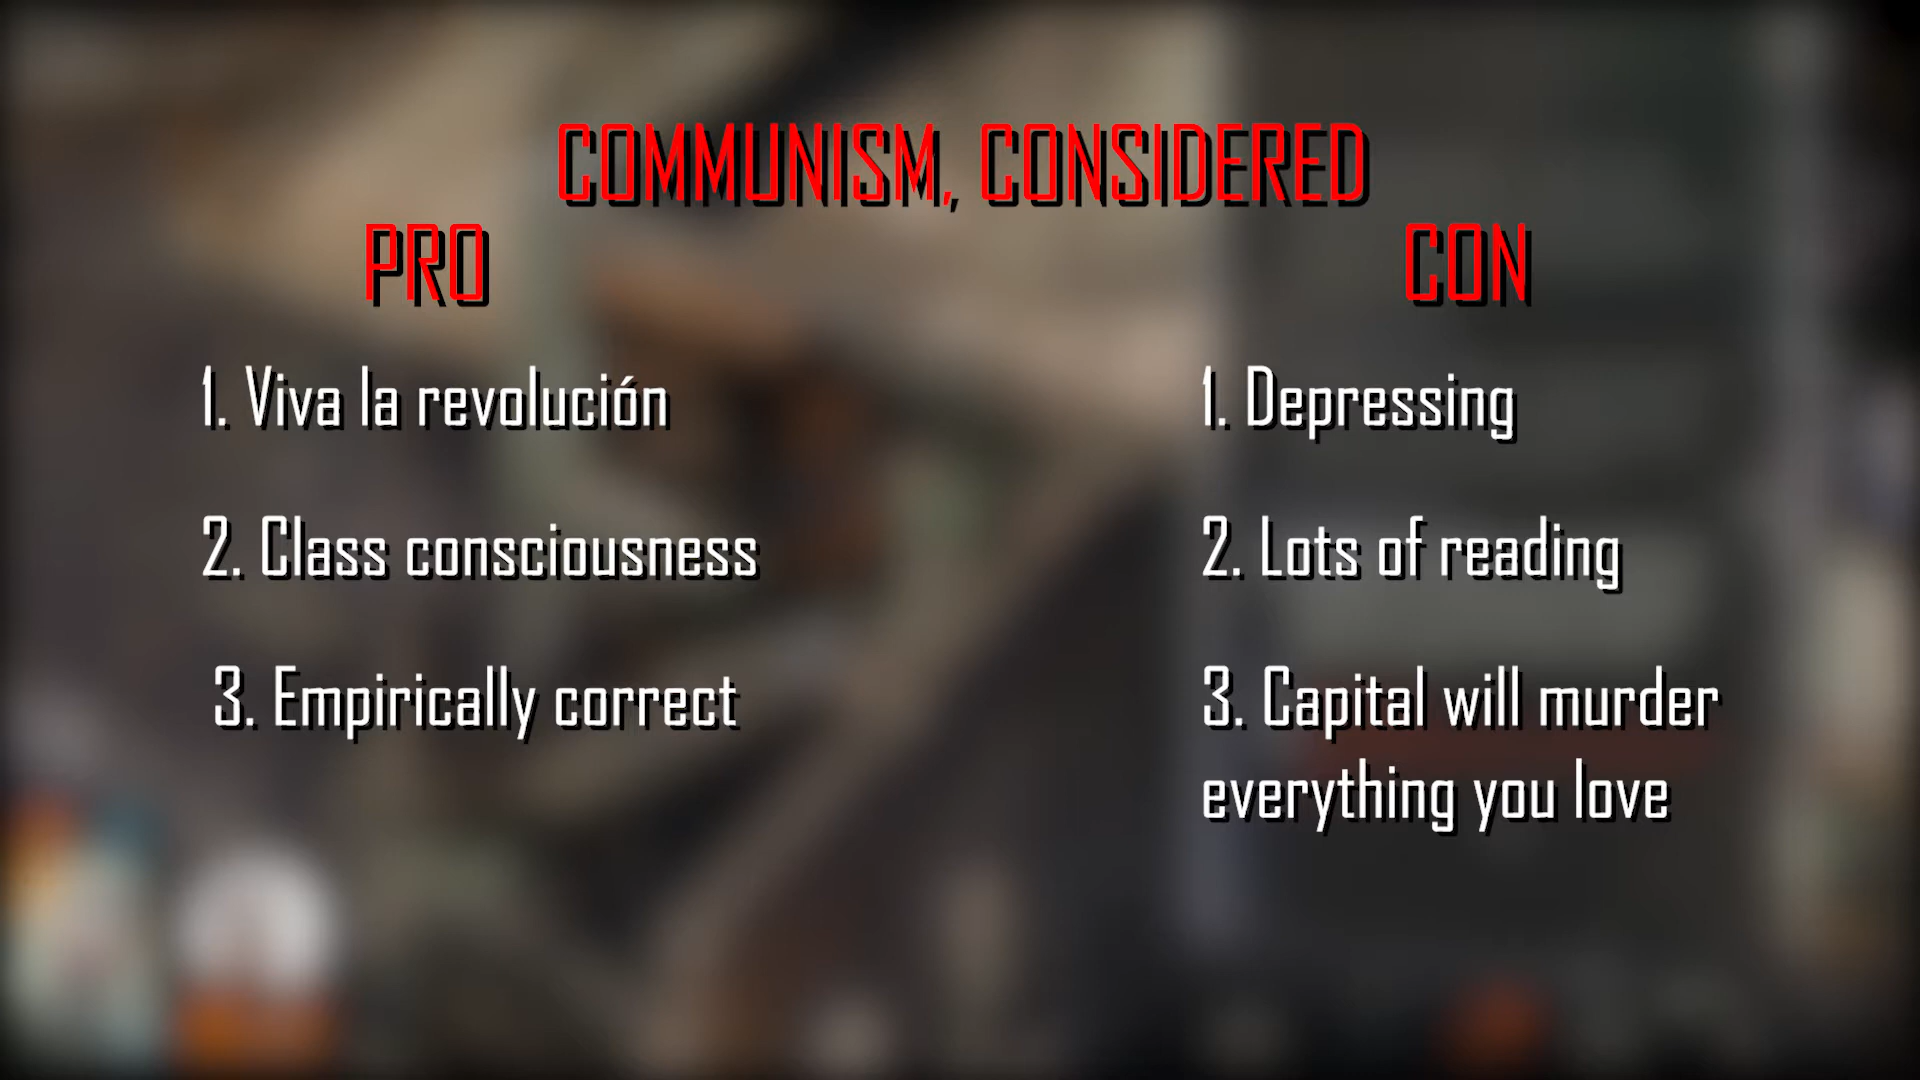 COMMUNISM, CONSIDERED
PRO
1. Viva la revolución
2. Class consciousness
3. Empirically correct
CON
1. Depressing
2. Lots of reading
3. Capital will murder
everything you love